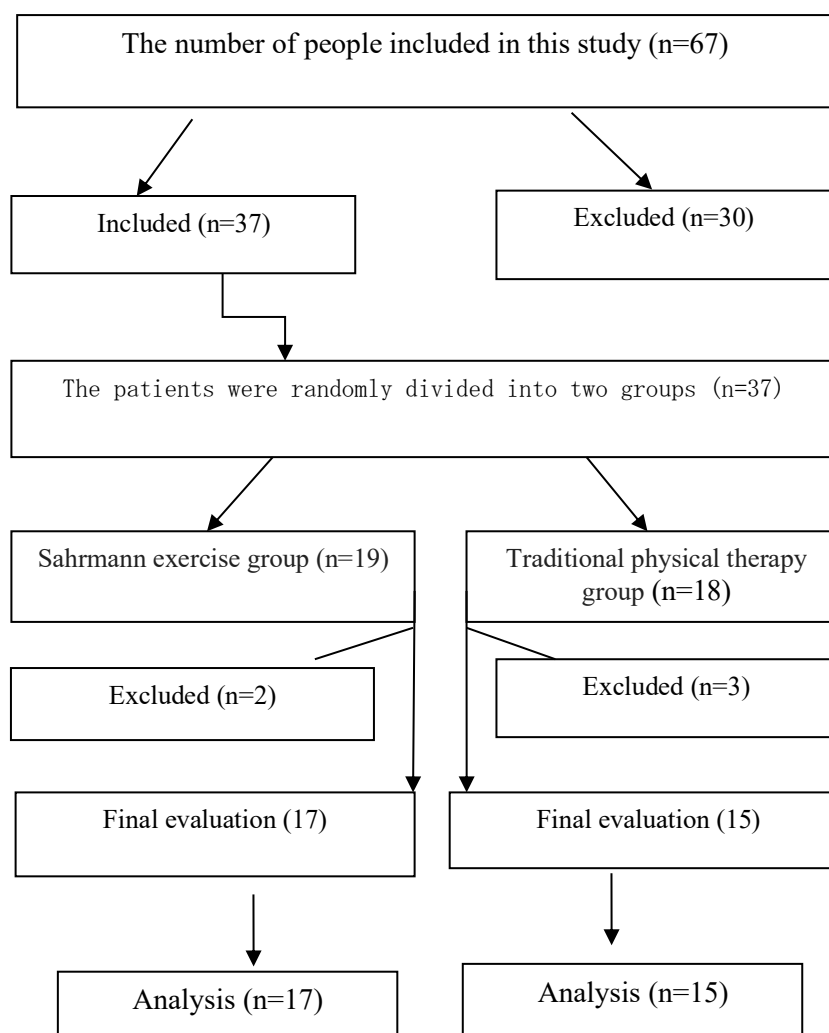 The number of people included in this study (n=67)
Included (n=37)
Excluded (n=30)
The patients were randomly divided into two groups (n=37)
Sahrmann exercise group (n=19)
Traditional physical therapy
group (n=18)
Excluded (n=2)
Excluded (n=3)
Final evaluation (17)
Final evaluation (15)
Analysis (n=17)
Analysis (n=15)